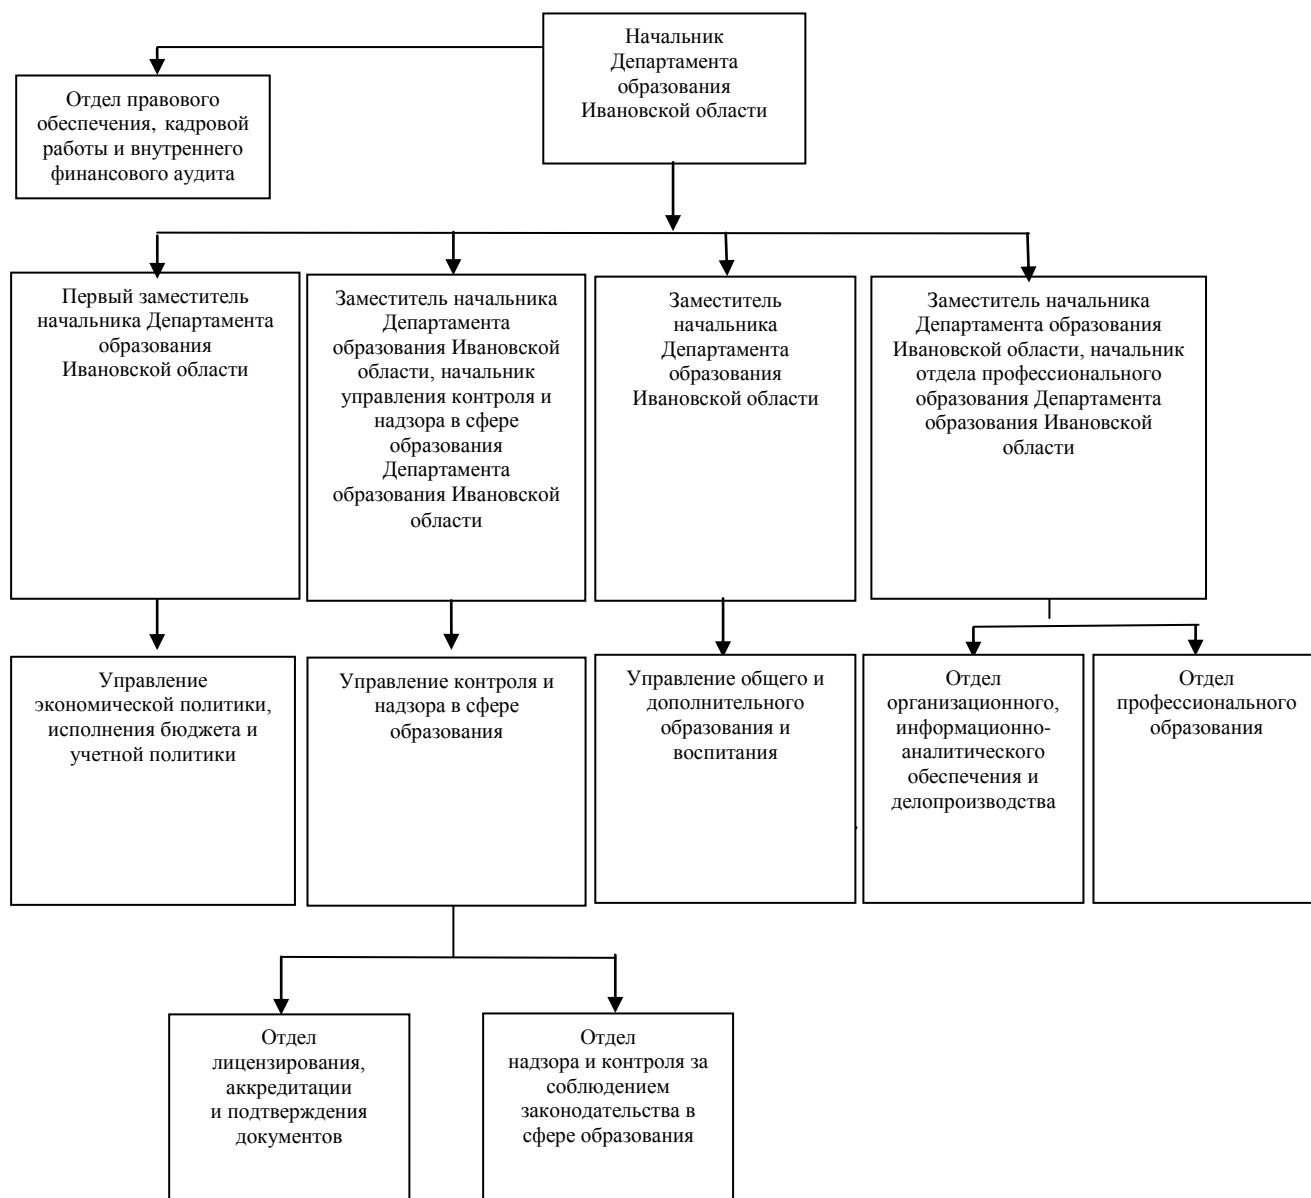 Начальник
Департамента
образования
Ивановской области
Отдел правового
обеспечения, кадровой
работы и внутреннего
финансового аудита
Первый заместитель
начальника Департамента
образования
Ивановской области
Заместитель начальника
Департамента
образования Ивановской
области, начальник
управления контроля и
надзора в сфере
образования
Департамента
образования Ивановской
области
Заместитель
начальника
Департамента
образования
Ивановской области
Заместитель начальника
Департамента образования
Ивановской области, начальник
отдела профессионального
образования Департамента
образования Ивановской
области
Управление
экономической политики,
исполнения бюджета и
учетной политики
Управление контроля и
надзора в сфере
образования
Управление общего и
дополнительного
образования и
воспитания
Отдел
организационного,
информационно-
аналитического
обеспечения и
делопроизводства
Отдел
профессионального
образования
Отдел
лицензирования,
аккредитации
и подтверждения
документов
Отдел
надзора и контроля за
соблюдением
законодательства в
сфере образования